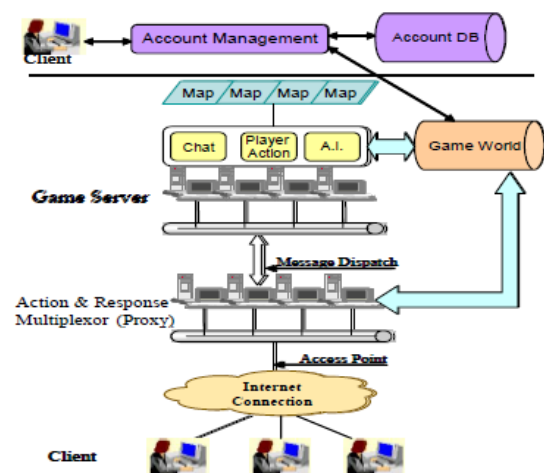 Account Management
Account DB
Client
Map Map Map Map
Chat
Player
Action
A.I.
Game World
Game Server
Message Dispatch
Action & Response
Multiplexor (Proxy)
Access Point
Internet
Connection
Client